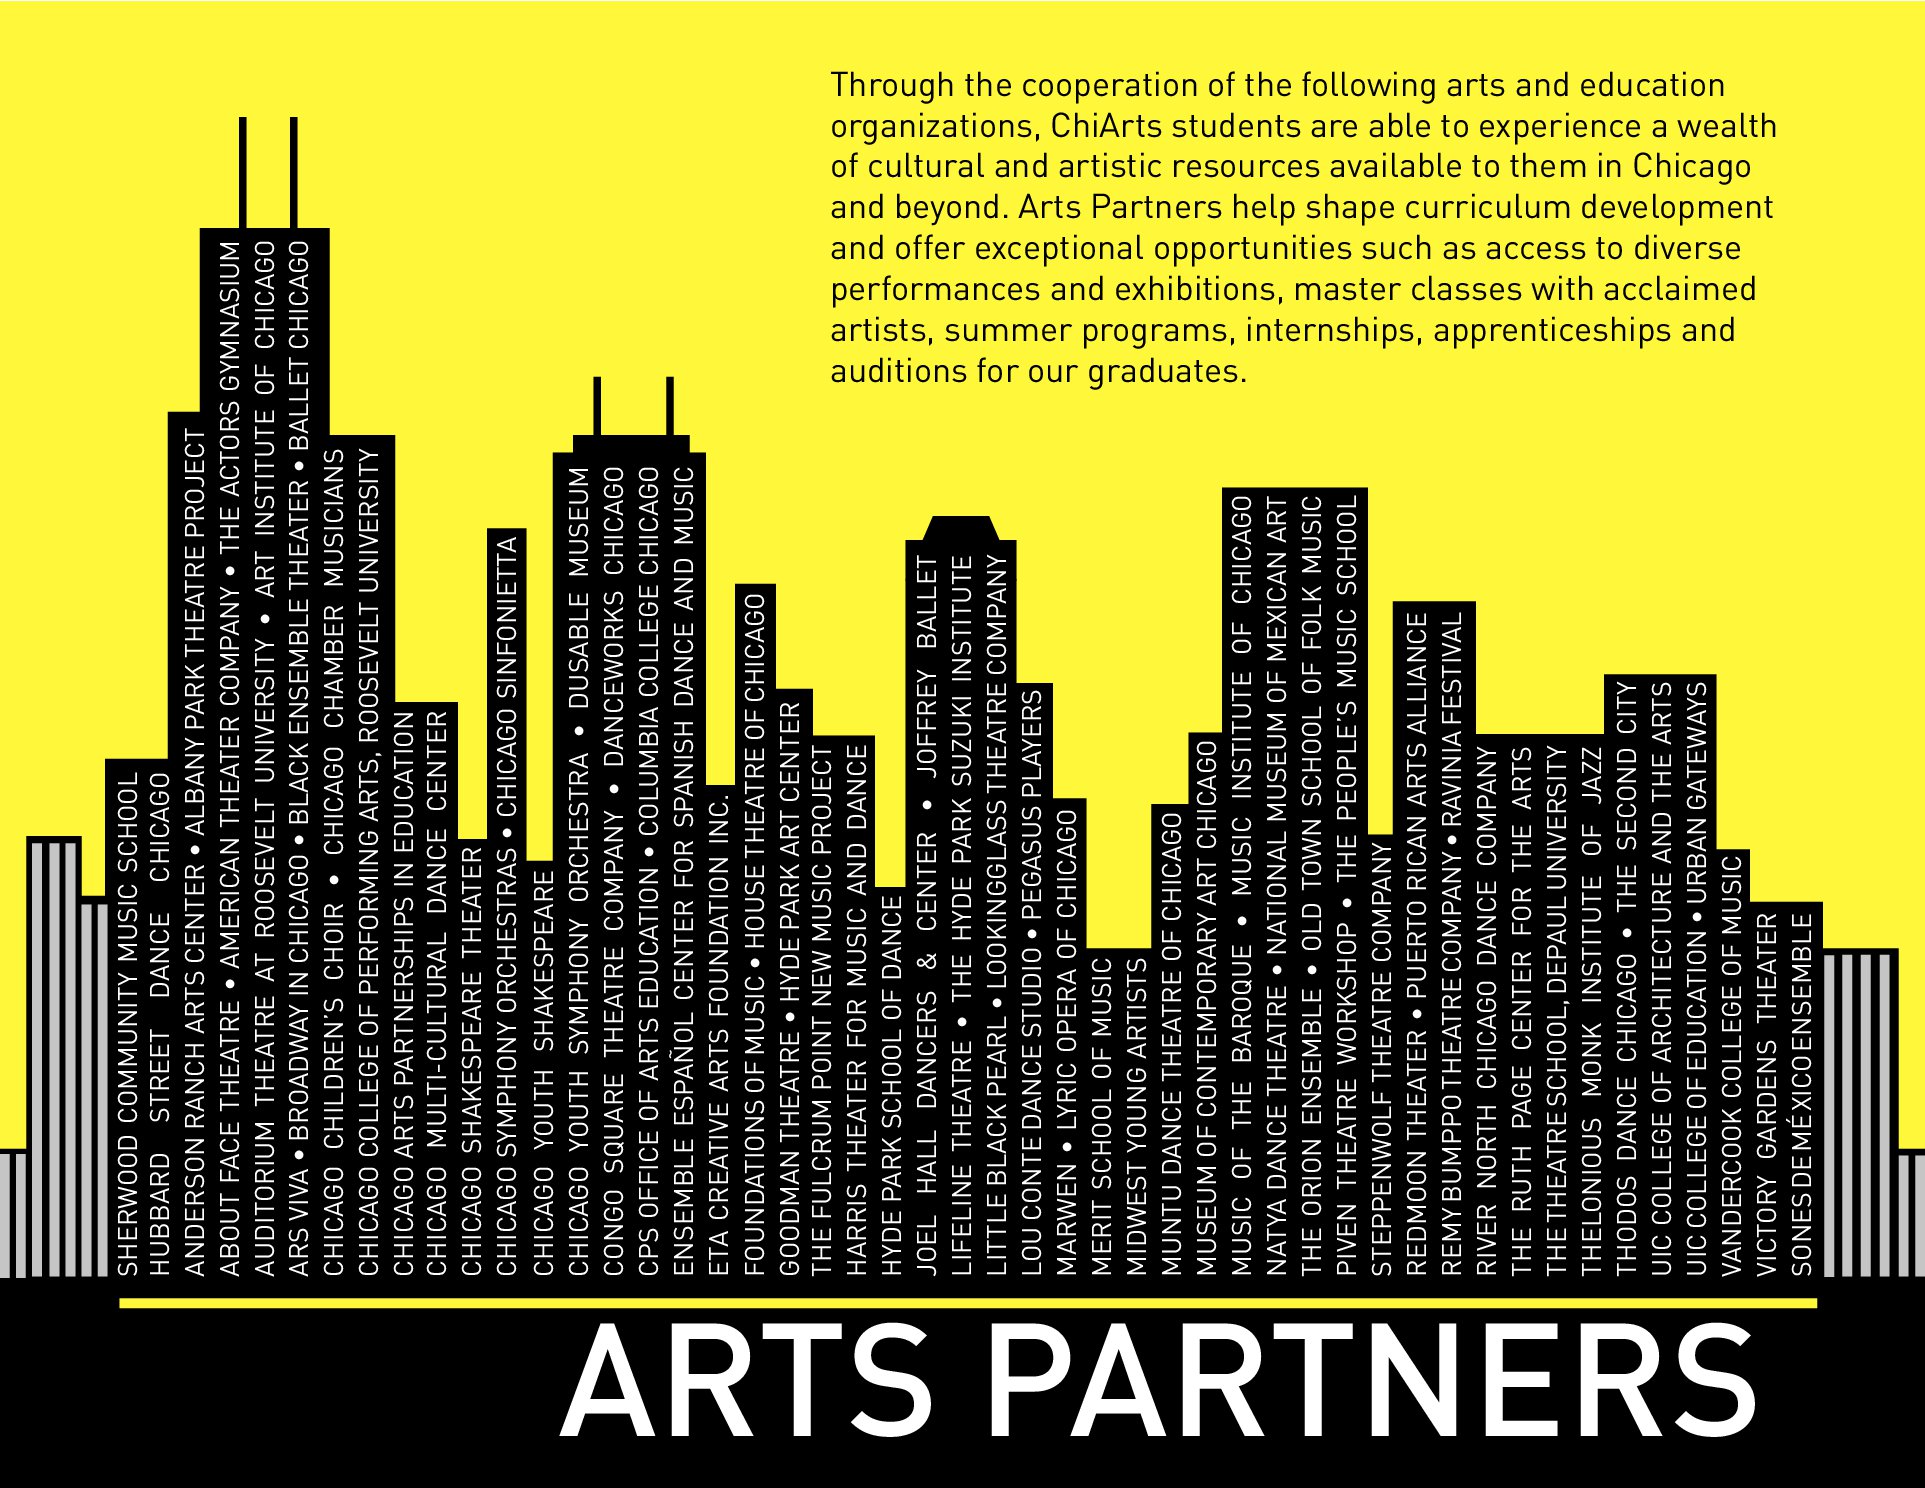 Through the cooperation of the following arts and education
organizations, ChiArts students are able to experience a wealth
of cultural and artistic resources available to them in Chicago
and beyond. Arts Partners help shape curriculum development
and offer exceptional opportunities such as access to diverse
performances and exhibitions, master classes with acclaimed
artists, summer programs, internships, apprenticeships and
auditions for our graduates.
SHERWOOD COMMUNITY MUSIC SCHOOL
HUBBARD STREET DANCE CHICAGO
ANDERSON RANCH ARTS CENTER • ALBANY PARK THEATRE PROJECT
ABOUT FACE THEATRE • AMERICAN THEATER COMPANY • THE ACTORS GYMNASIUM
AUDITORIUM THEATRE AT ROOSEVELT UNIVERSITY • ART INSTITUTE OF CHICAGO
ARS VIVA • BROADWAY IN CHICAGO • BLACK ENSEMBLE THEATER • BALLET CHICAGO
CHICAGO CHILDREN'S CHOIR • CHICAGO CHAMBER MUSICIANS
CHICAGO COLLEGE OF PERFORMING ARTS, ROOSEVELT UNIVERSITY
CHICAGO ARTS PARTNERSHIPS IN EDUCATION
CHICAGO MULTI-CULTURAL DANCE CENTER
CHICAGO SHAKESPEARE THEATER
CHICAGO SYMPHONY ORCHESTRAS • CHICAGO SINFONIETTA
CHICAGO YOUTH SHAKESPEARE
CHICAGO YOUTH SYMPHONY ORCHESTRA • DUSABLE MUSEUM
CONGO SQUARE THEATRE COMPANY • DANCEWORKS CHICAGO
CPS OFFICE OF ARTS EDUCATION • COLUMBIA COLLEGE CHICAGO
ENSEMBLE ESPAÑOL CENTER FOR SPANISH DANCE AND MUSIC
ETA CREATIVE ARTS FOUNDATION INC.
FOUNDATIONS OF MUSIC • HOUSE THEATRE OF CHICAGO
GOODMAN THEATRE • HYDE PARK ART CENTER
THE FULCRUM POINT NEW MUSIC PROJECT
HARRIS THEATER FOR MUSIC AND DANCE
HYDE PARK SCHOOL OF DANCE
JOEL HALL DANCERS & CENTER • JOFFREY BALLET
LIFELINE THEATRE • THE HYDE PARK SUZUKI INSTITUTE
LITTLE BLACK PEARL • LOOKINGGLASS THEATRE COMPANY
LOU CONTE DANCE STUDIO • PEGASUS PLAYERS
MARWEN • LYRIC OPERA OF CHICAGO
MERIT SCHOOL OF MUSIC
MIDWEST YOUNG ARTISTS
MUNTU DANCE THEATRE OF CHICAGO
MUSEUM OF CONTEMPORARY ART CHICAGO
MUSIC OF THE BAROQUE • MUSIC INSTITUTE OF CHICAGO
NATYA DANCE THEATRE • NATIONAL MUSEUM OF MEXICAN ART
THE ORION ENSEMBLE • OLD TOWN SCHOOL OF FOLK MUSIC
PIVEN THEATRE WORKSHOP • THE PEOPLE'S MUSIC SCHOOL
STEPPENWOLF THEATRE COMPANY
REDMOON THEATER • PUERTO RICAN ARTS ALLIANCE
REMY BUMPPO THEATRE COMPANY • RAVINIA FESTIVAL
RIVER NORTH CHICAGO DANCE COMPANY
THE RUTH PAGE CENTER FOR THE ARTS
THE THEATRE SCHOOL, DEPAUL UNIVERSITY
THELONIOUS MONK INSTITUTE OF JAZZ
THODOS DANCE CHICAGO • THE SECOND CITY
UIC COLLEGE OF ARCHITECTURE AND THE ARTS
UIC COLLEGE OF EDUCATION • URBAN GATEWAYS
VANDERCOOK COLLEGE OF MUSIC
VICTORY GARDENS THEATER
SONES DE MÉXICO ENSEMBLE
ARTS PARTNERS